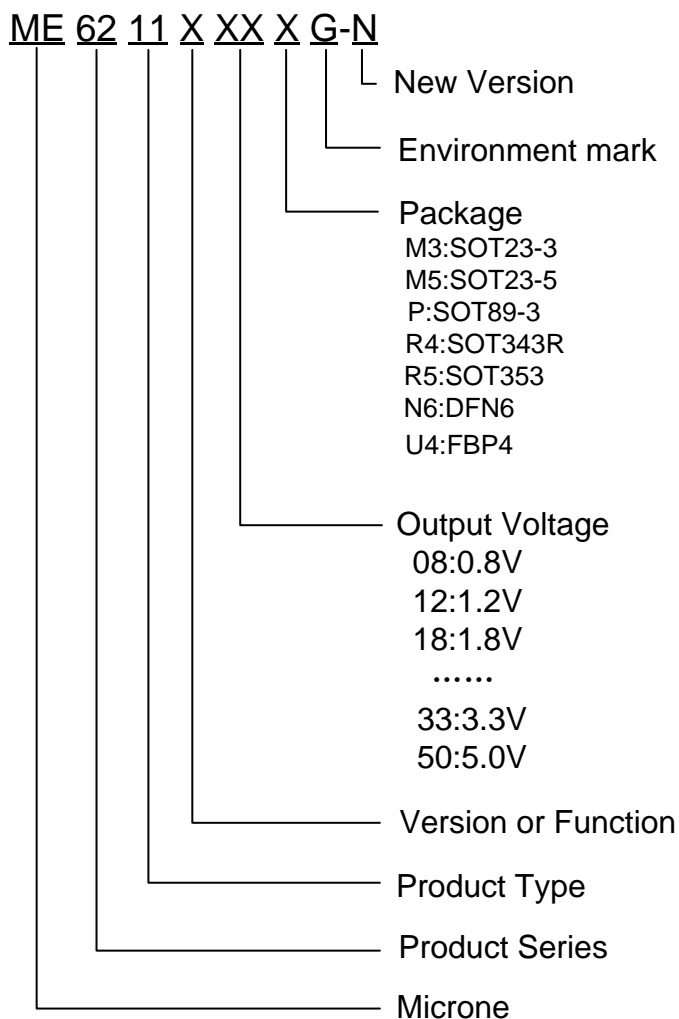 ME 62 11 X XX X G-N
New Version
Environment mark
Package
M3:SOT23-3
M5:SOT23-5
P:SOT89-3
R4:SOT343R
R5:SOT353
N6:DFN6
U4:FBP4
Output Voltage
08:0.8V
12:1.2V
18:1.8V
……
33:3.3V
50:5.0V
Version or Function
Product Type
Product Series
Microne